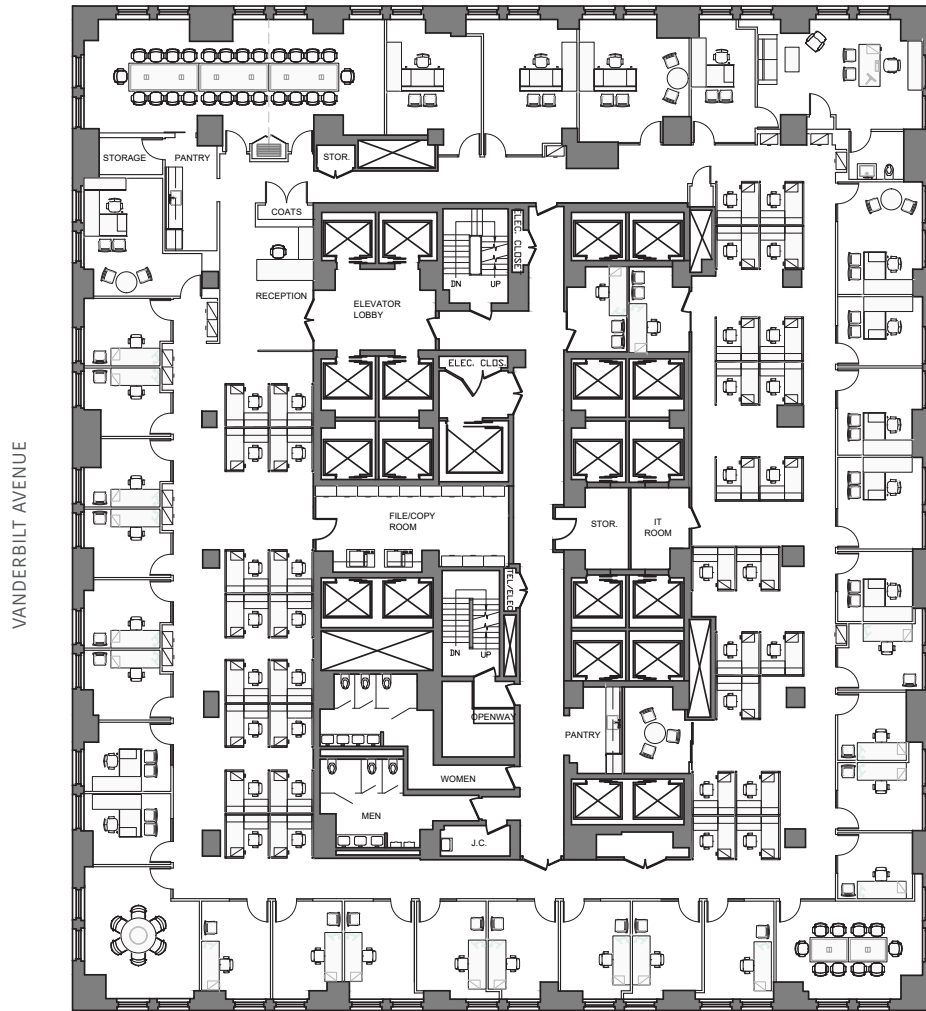 STORAGE
PANTRY
STOR.
COATS
ELEC. CLOSE
DN
UP
RECEPTION
ELEVATOR
LOBBY
ELEC. CLOS.
VANDERBILT AVENUE
FILE/COPY
ROOM
STOR.
IT
ROOM
TEL/ELEC
DN
UP
OPENWAY
PANTRY
WOMEN
MEN
J.C.